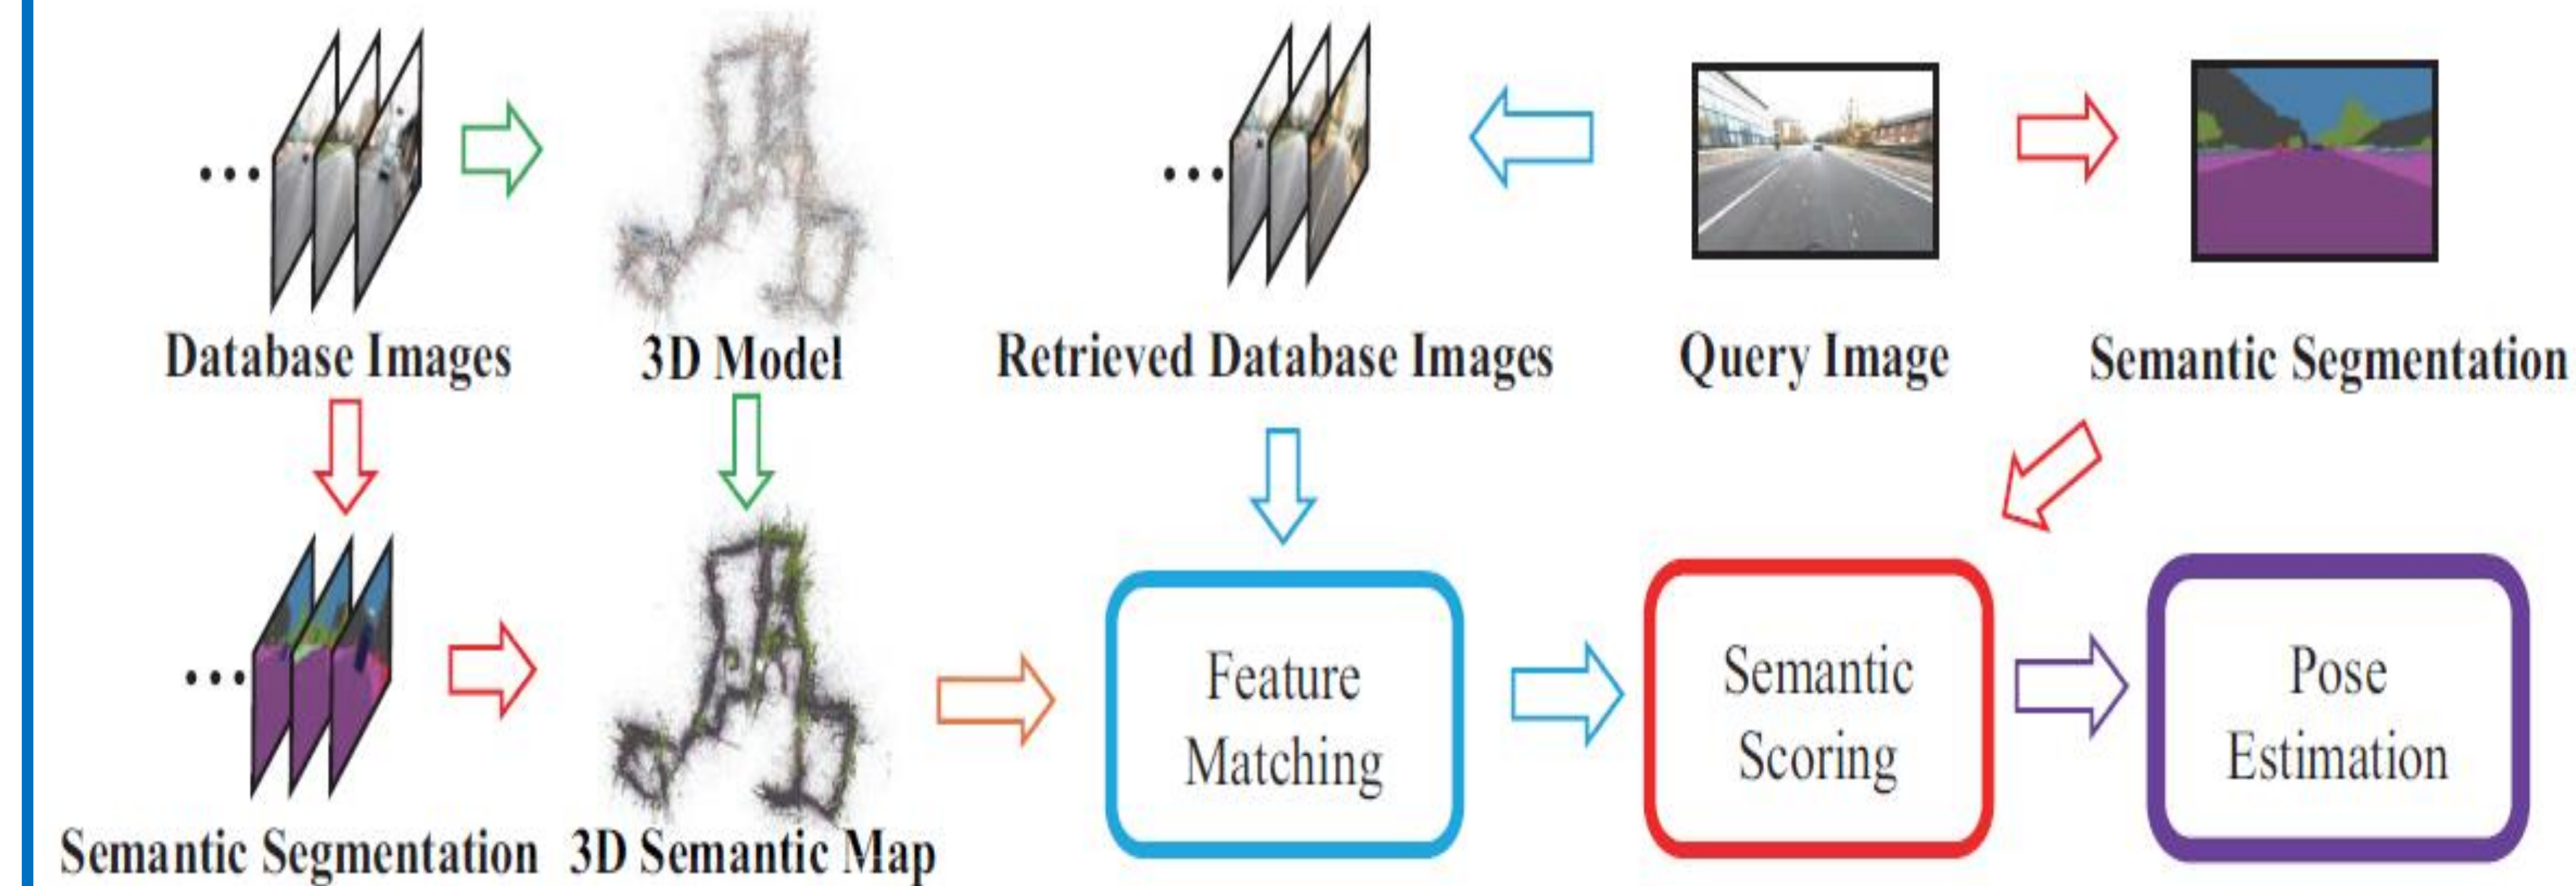 Database Images
3D Model
Retrieved Database Images
Query Image
Semantic Segmentation
Feature
Matching
Semantic
Scoring
Pose
Estimation
Semantic Segmentation
3D Semantic Map